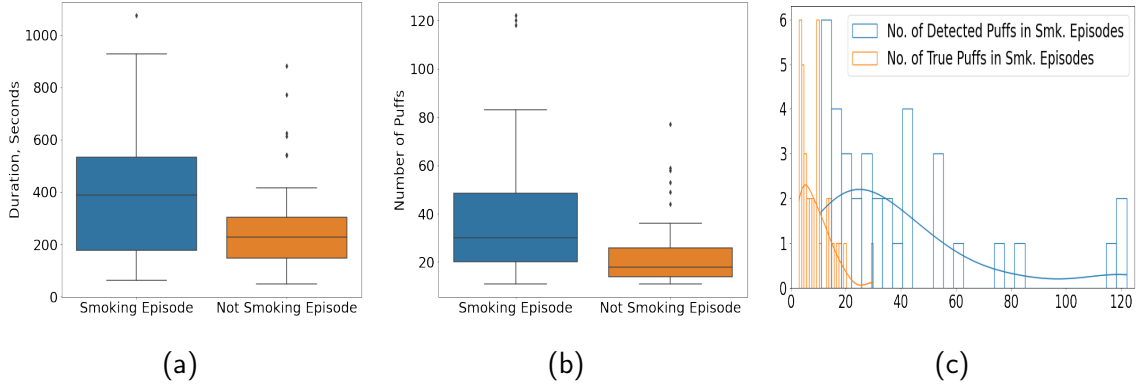 Duration, Seconds
1000
800
600
400
200
0
Smoking Episode
Not Smoking Episode
(a)
Number of Puffs
120
100
80
60
40
20
Smoking Episode
Not Smoking Episode
(b)
No. of Detected Puffs in Smk. Episodes
No. of True Puffs in Smk. Episodes
6
5
4
3
2
1
0
0 20 40 60 80 100 120
(c)